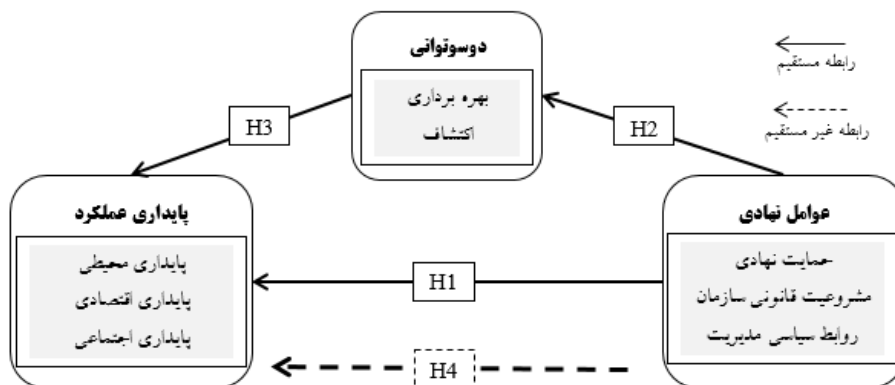 دوسوتوانی
بهره برداری
اکتشاف
رابطه مستقیم
رابطه غیر مستقیم
H3
H2
پایداری عملکرد
پایداری محیطی
پایداری اقتصادی
پایداری اجتماعی
عوامل نهادی
حمایت نهادی
مشروعیت قانونی سازمان
روابط سیاسی مدیریت
H1
H4